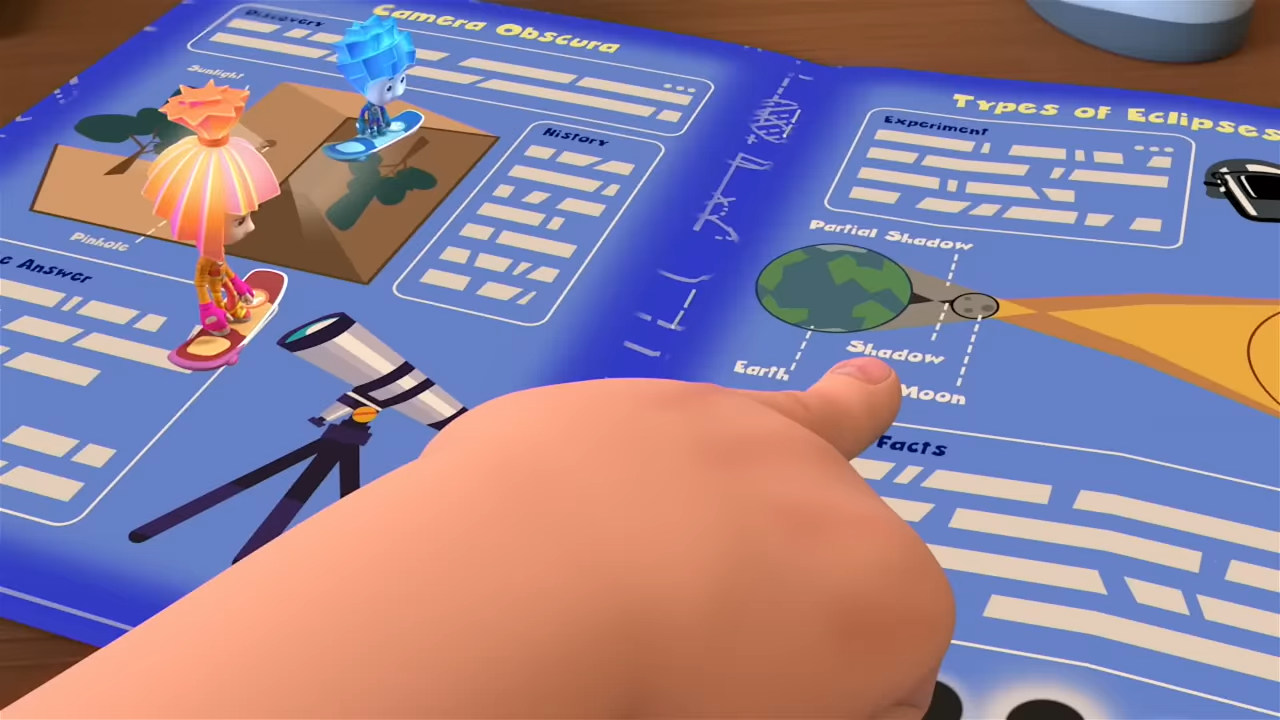 Camera Obscura
Discovery
Sunlight
History
Pinhole
Answer
Types of Eclipses
Experiment
Partial Shadow
Shadow
Earth
Moon
Facts